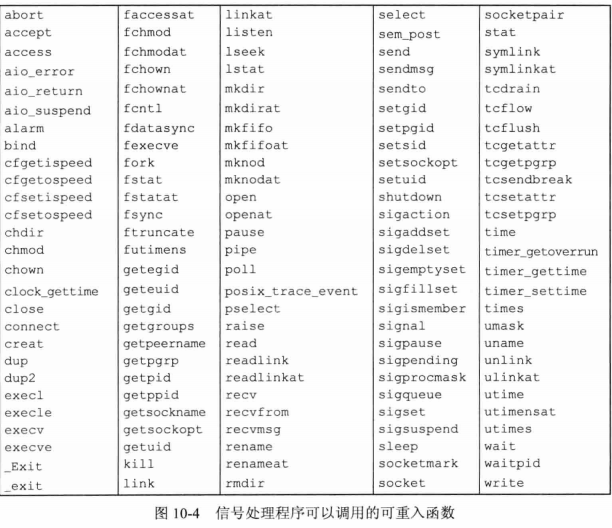 abort faccessat linkat select socketpair
accept fchmod listen sem_post stat
access fchmodat lseek send symlink
aio_error fchown lstat sendmsg symlinkat
aio_return fchownat mkdir sendto tcdrain
aio_suspend fcntl mkdirat setgid tcflow
alarm fdatasync mkfifo setpgid tcflush
bind fexecve mkfifoat setsid tcgetattr
cfgetispeed fork mknod setsockopt tcgetpgrp
cfgetospeed fstat mknodat setuid tcsendbreak
cfsetispeed fstatat open shutdown tcsetattr
cfsetospeed fsync openat sigaction tcsetpgrp
chdir ftruncate pause sigaddset time
chmod futimens pipe sigdelset timer_getoverrun
chown getegid poll sigemptyset timer_gettime
clock_gettime geteuid posix_trace_event sigfillset timer_settime
close getgid pselect sigismember times
connect getgroups raise signal umask
creat getpeername read sigpause uname
dup getpgrp readlink sigpending unlink
dup2 getpid readlinkat sigprocmask ulinkat
execl getppid recv sigqueue utime
execle getsockname recvfrom sigset utimensat
execv getsockopt recvmsg sigsuspend utimes
execve getuid rename sleep wait
_Exit kill renameat socketmark waitpid
_exit link rmdir socket write
图 10-4 信号处理程序可以调用的可重入函数